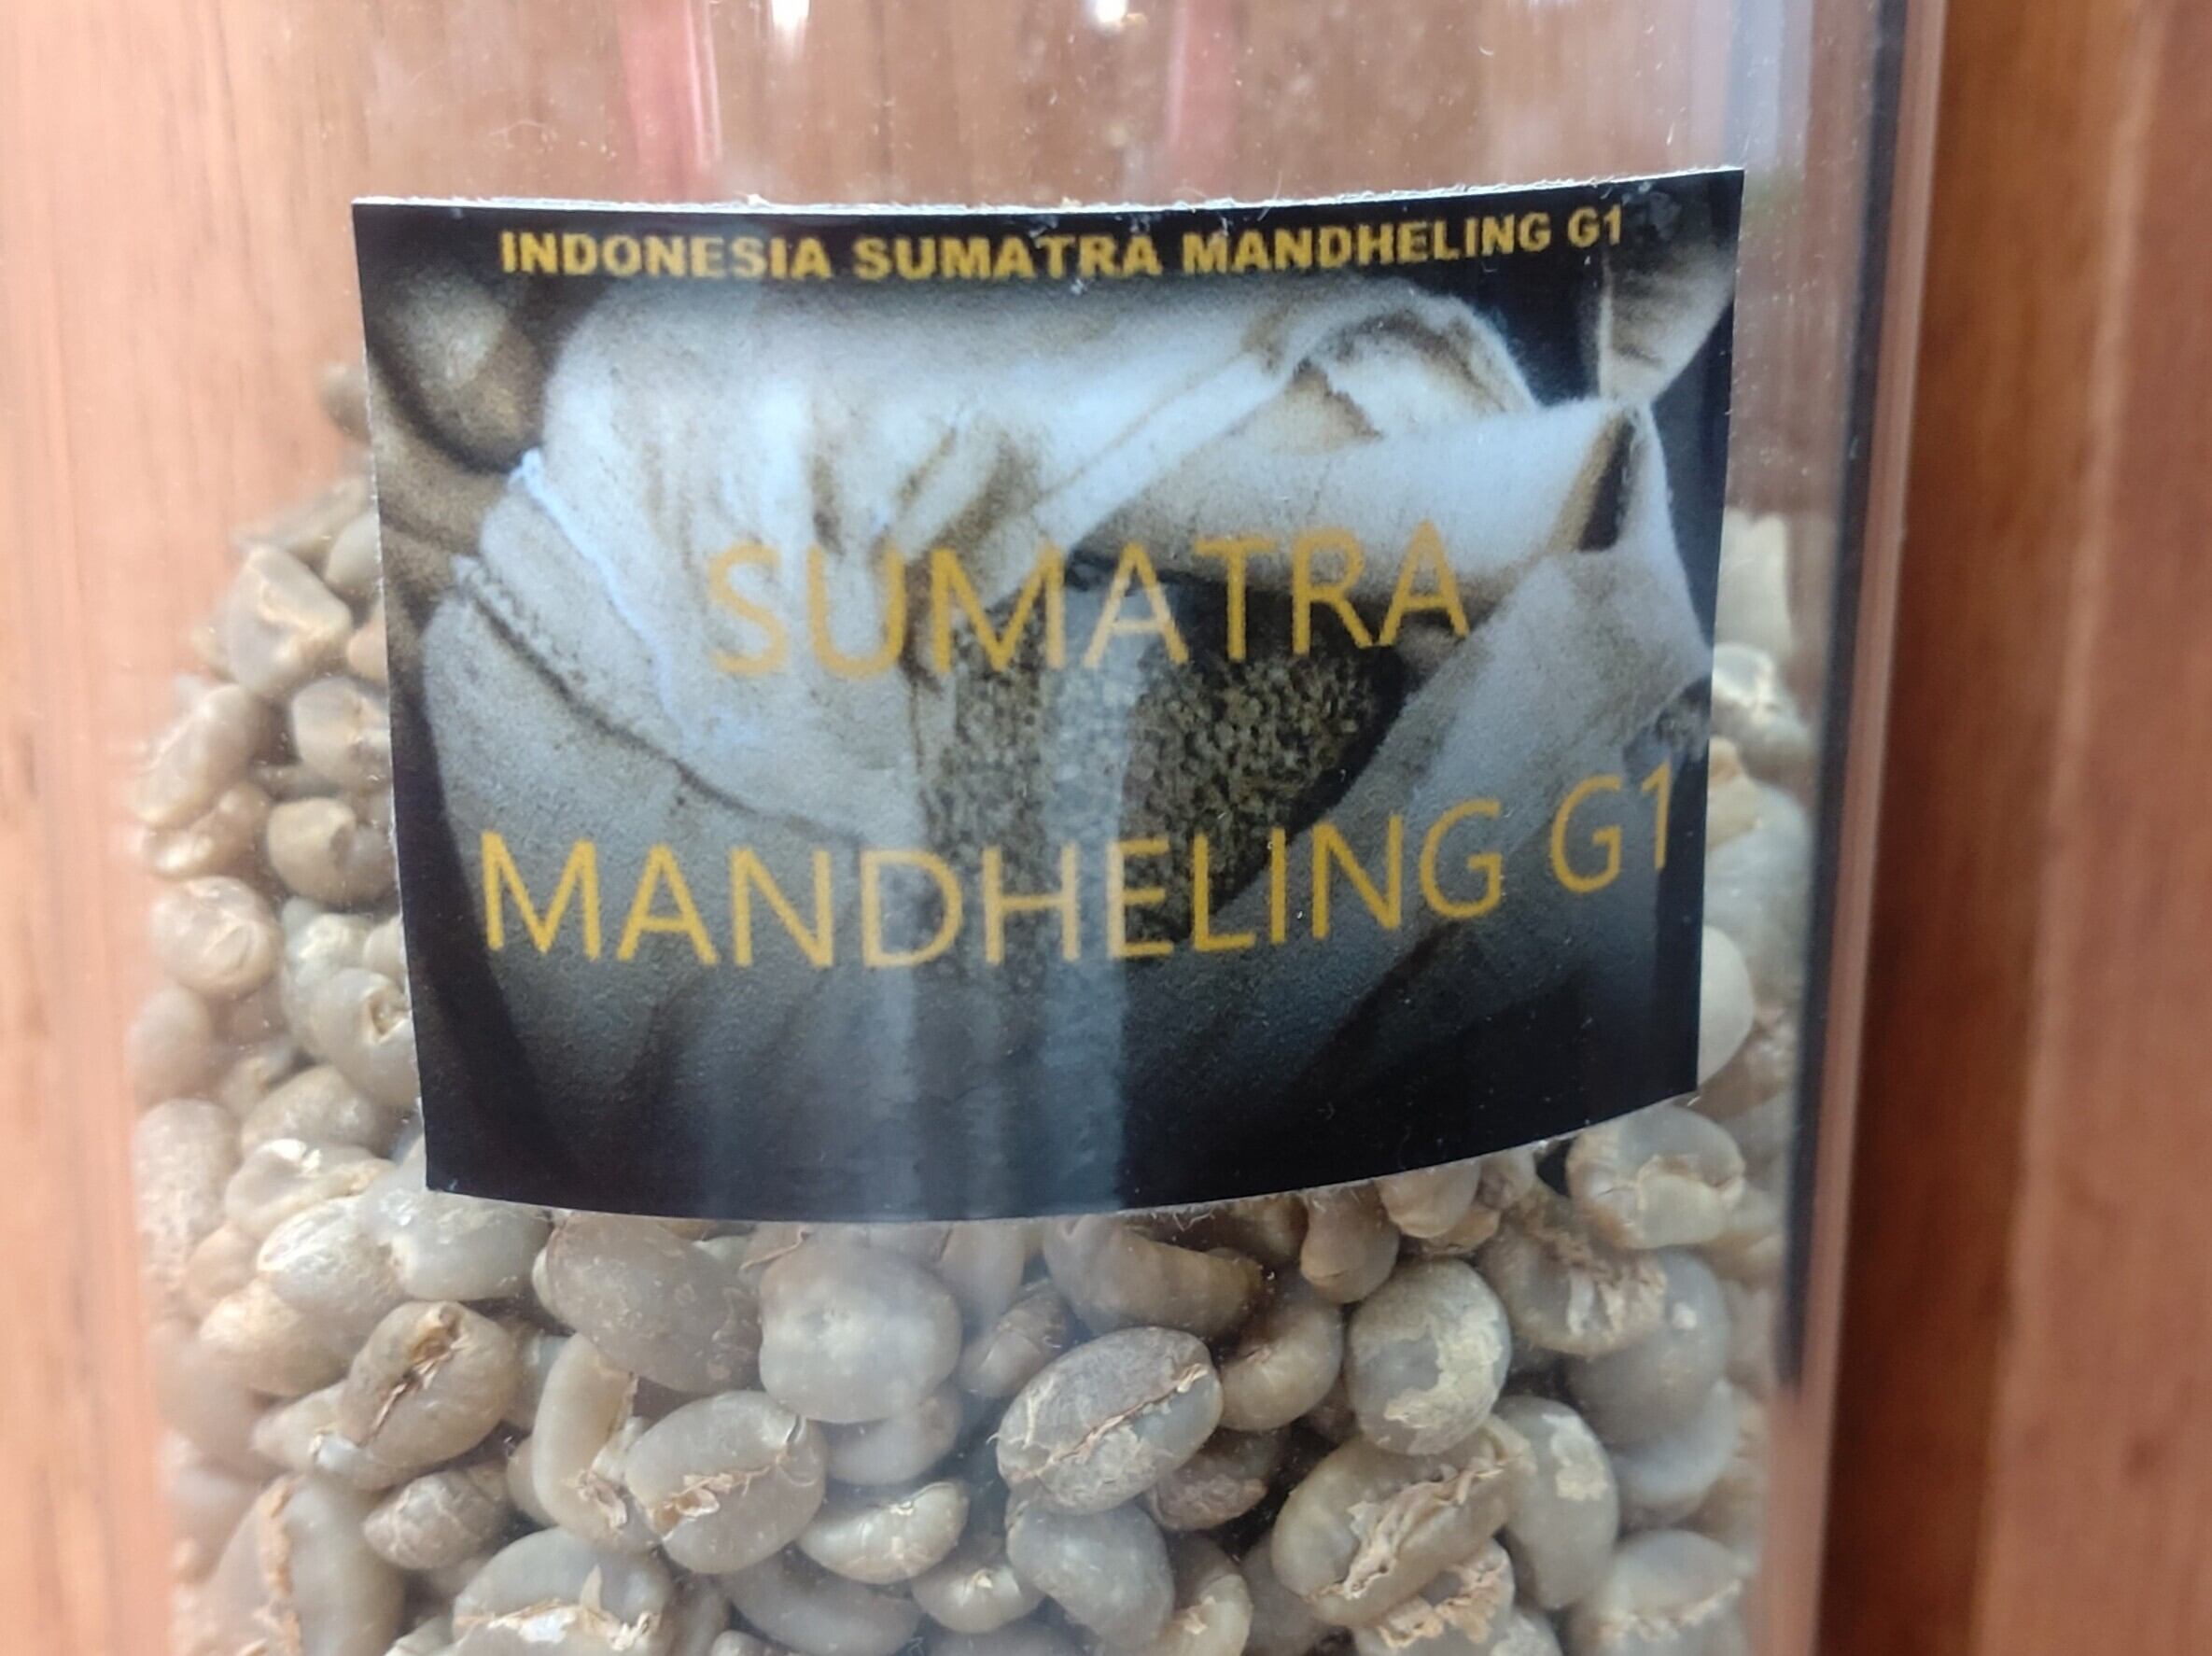 INDONESIA SUMATRA MANDHELING G1
SUMATRA
MANDHELING G1